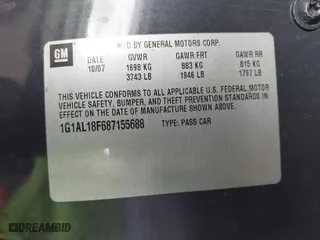 GM
MFD BY GENERAL MOTORS CORP.
DATE GVWR GAWR FRT GAWR RR
10/07 1698 KG 883 KG 815 KG
3743 LB 1946 LB 1797 LB
THIS VEHICLE CONFORMS TO ALL APPLICABLE U.S. FEDERAL MOTOR
VEHICLE SAFETY, BUMPER, AND THEFT PREVENTION STANDARDS
IN EFFECT ON THE DATE OF MANUFACTURE SHOWN ABOVE.
1G1AL18F687155688 TYPE: PASS CAR
DREAMBID